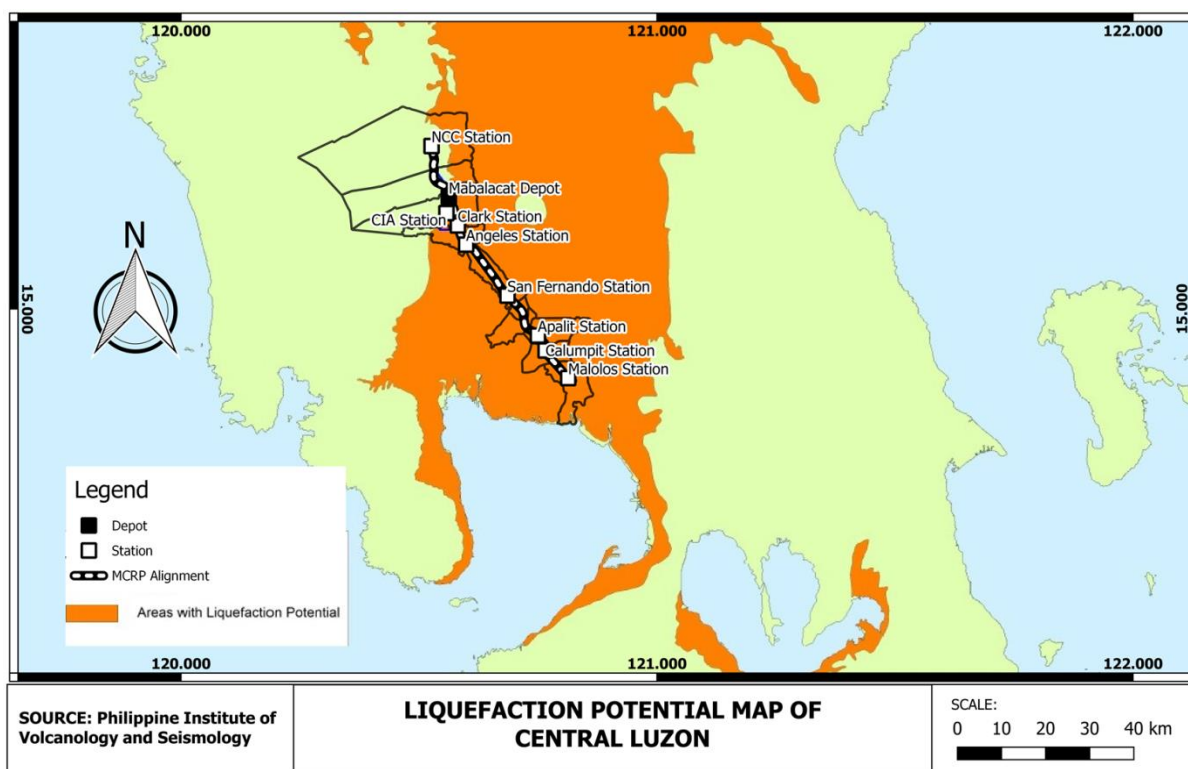 120.000
121.000
122.000
NCC Station
Mabalacat Depot
CIA Station
Clark Station
Angeles Station
N
San Fernando Station
15.000
15.000
Apalit Station
Calumpit Station
Malolos Station
Legend
Depot
Station
MCRP Alignment
Areas with Liquefaction Potential
120.000
121.000
122.000
SOURCE: Philippine Institute of
Volcanology and Seismology
LIQUEFACTION POTENTIAL MAP OF
CENTRAL LUZON
SCALE:
0 10 20 30 40 km